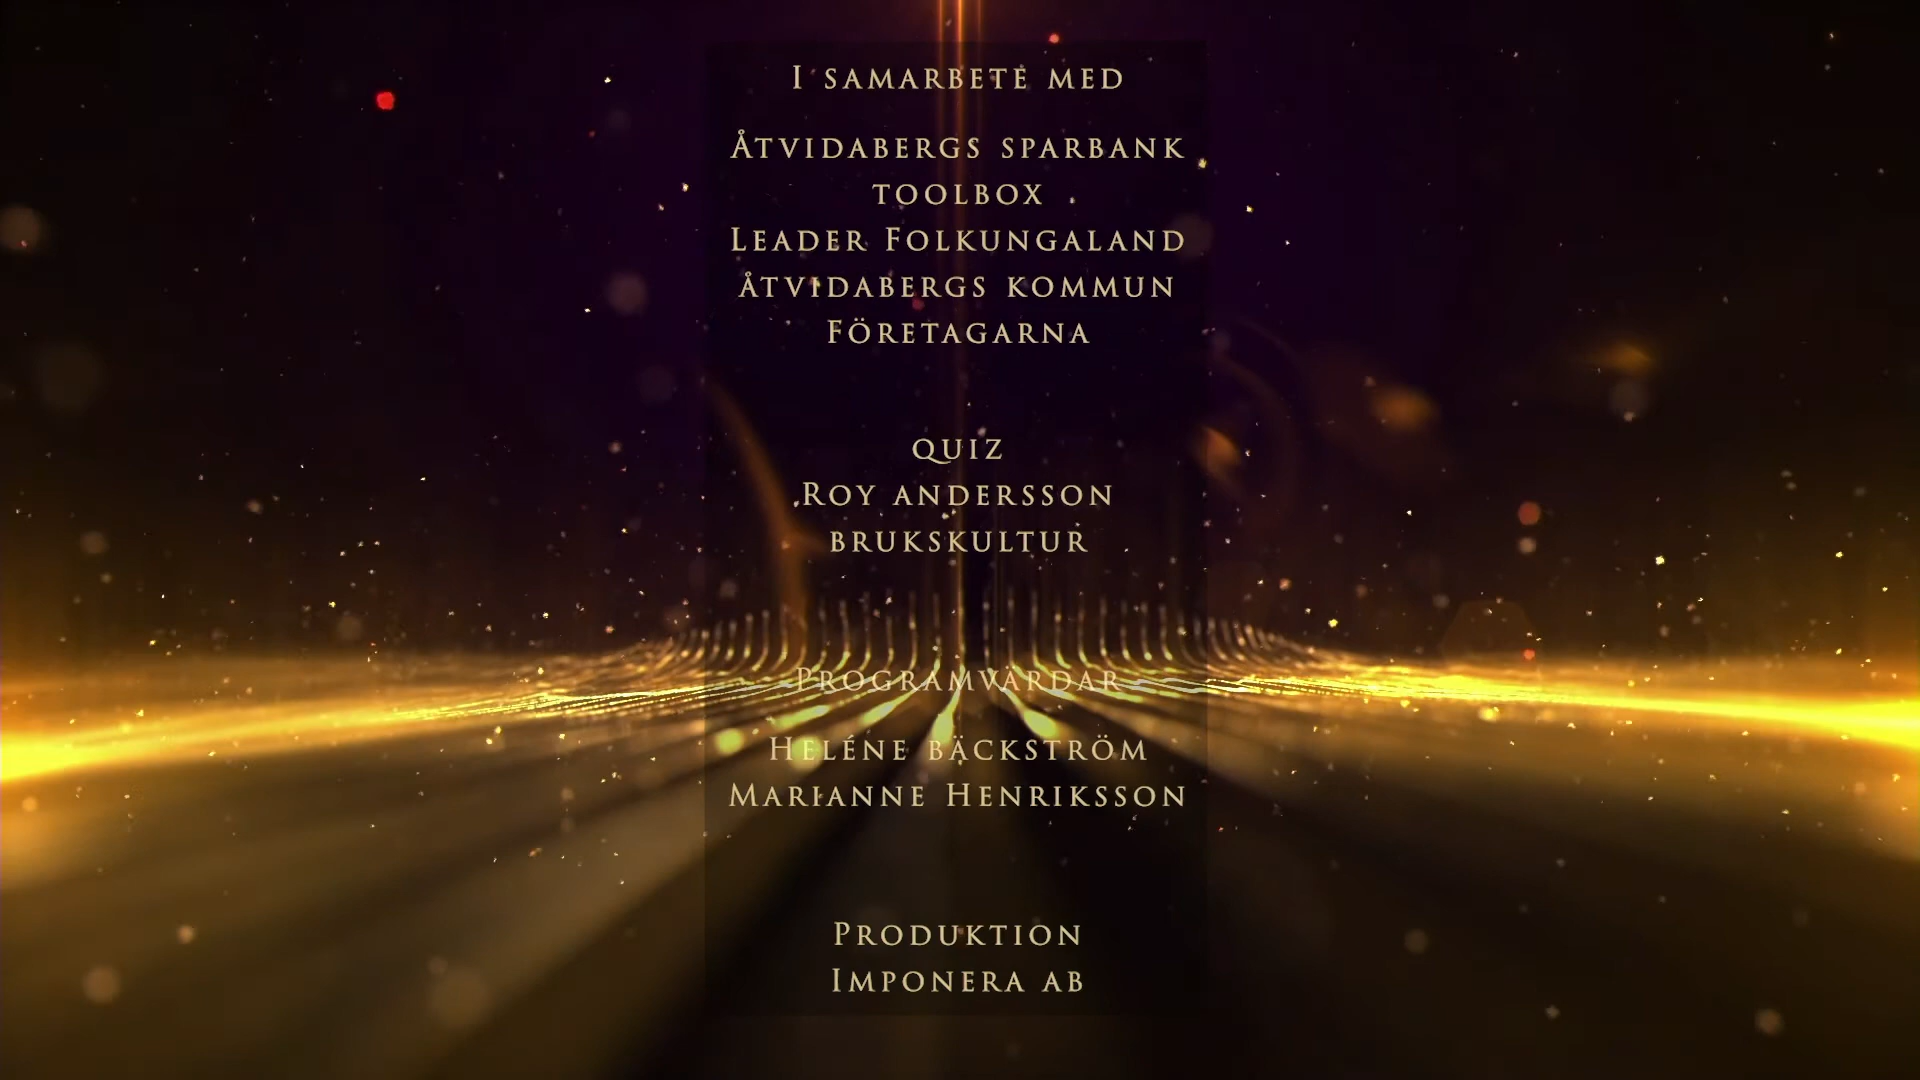 I SAMARBETE MED
ÅTVIDABERGS SPARBANK
TOOLBOX
LEADER FOLKUNGALAND
ÅTVIDABERGS KOMMUN
FÖRETAGARNA
QUIZ
ROY ANDERSSON
BRUKSKULTUR
PROGRAMVÄRDAR
HELÉNE BÄCKSTRÖM
MARIANNE HENRIKSSON
PRODUKTION
IMPONERA AB